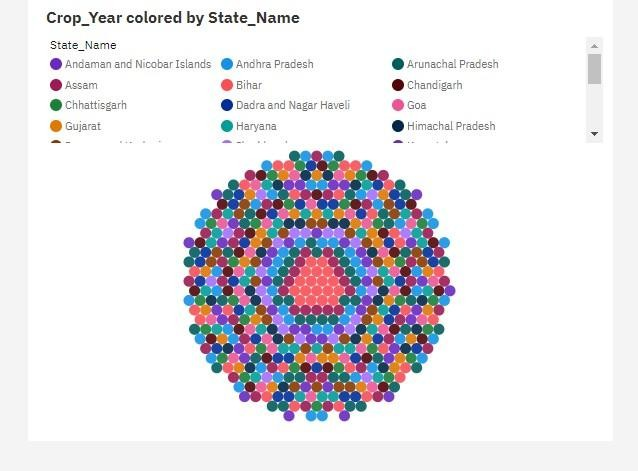 Crop_Year colored by State_Name
State_Name
Andaman and Nicobar Islands Andhra Pradesh Arunachal Pradesh
Assam Bihar Chandigarh
Chhattisgarh Dadra and Nagar Haveli Goa
Gujarat Haryana Himachal Pradesh